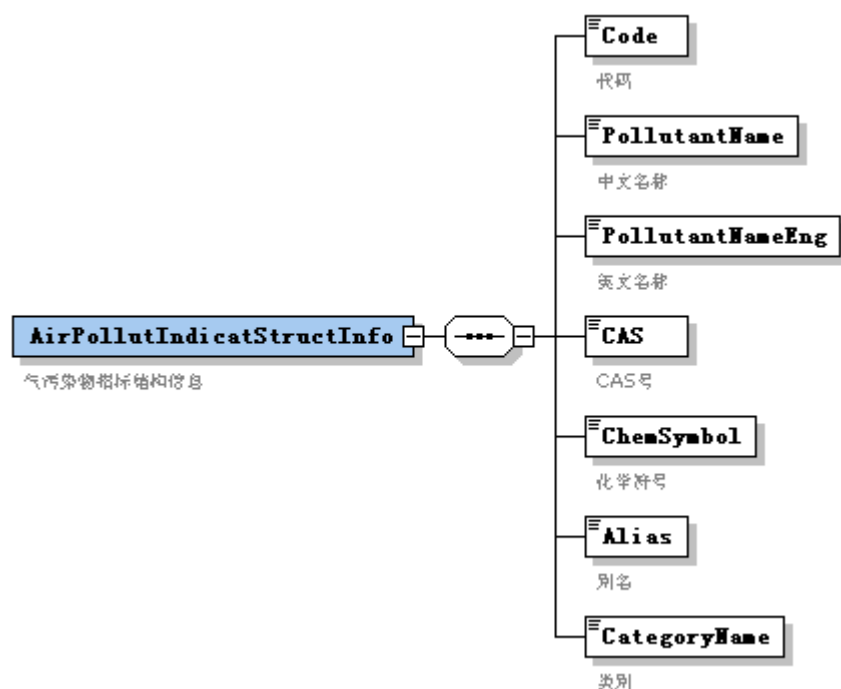 Code
代码
PollutantName
中文名称
PollutantNameEng
英文名称
AirPollutIndicatStructInfo
气污染物指标结构信息
CAS
CAS号
ChemSymbol
化学符号
Alias
别名
CategoryName
类别